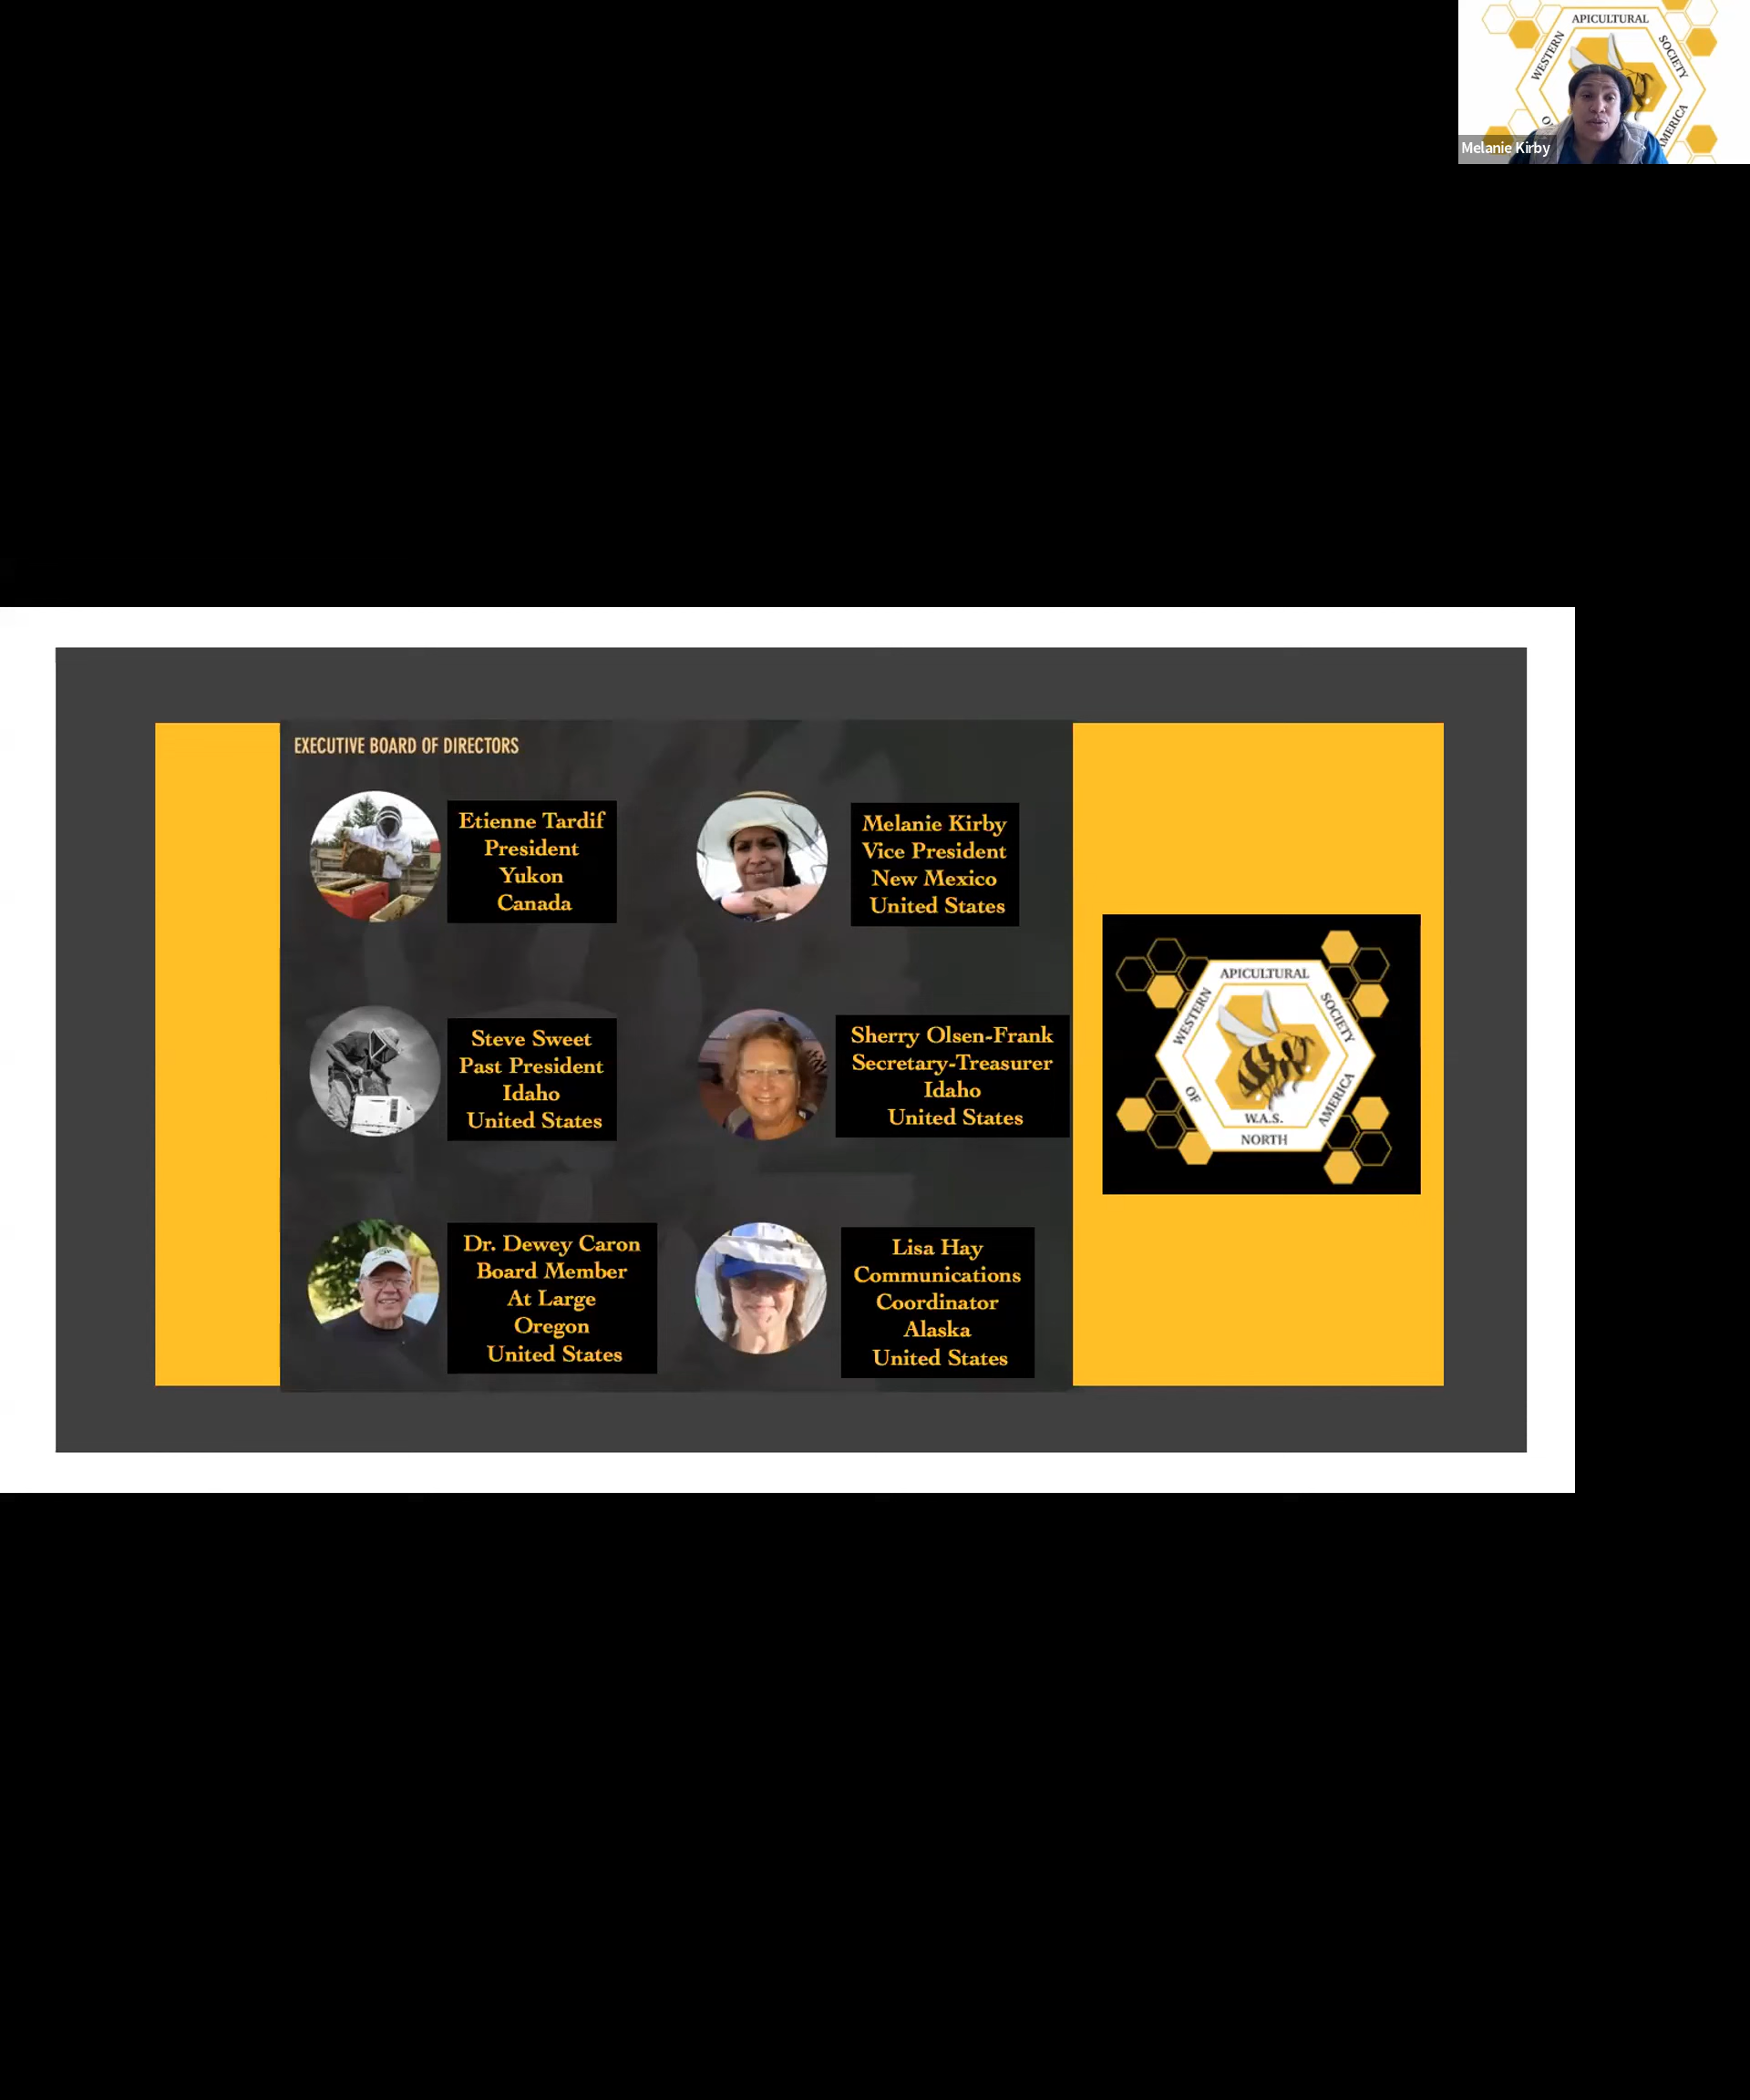 APICULTURAL
WESTERN
SOCIETY
AMERICA
Melanie Kirby
EXECUTIVE BOARD OF DIRECTORS
Etienne Tardif
President
Yukon
Canada
Melanie Kirby
Vice President
New Mexico
United States
Steve Sweet
Past President
Idaho
United States
Sherry Olsen-Frank
Secretary-Treasurer
Idaho
United States
Dr. Dewey Caron
Board Member
At Large
Oregon
United States
Lisa Hay
Communications
Coordinator
Alaska
United States
APICULTURAL
WESTERN
SOCIETY
OF
AMERICA
W.A.S.
NORTH